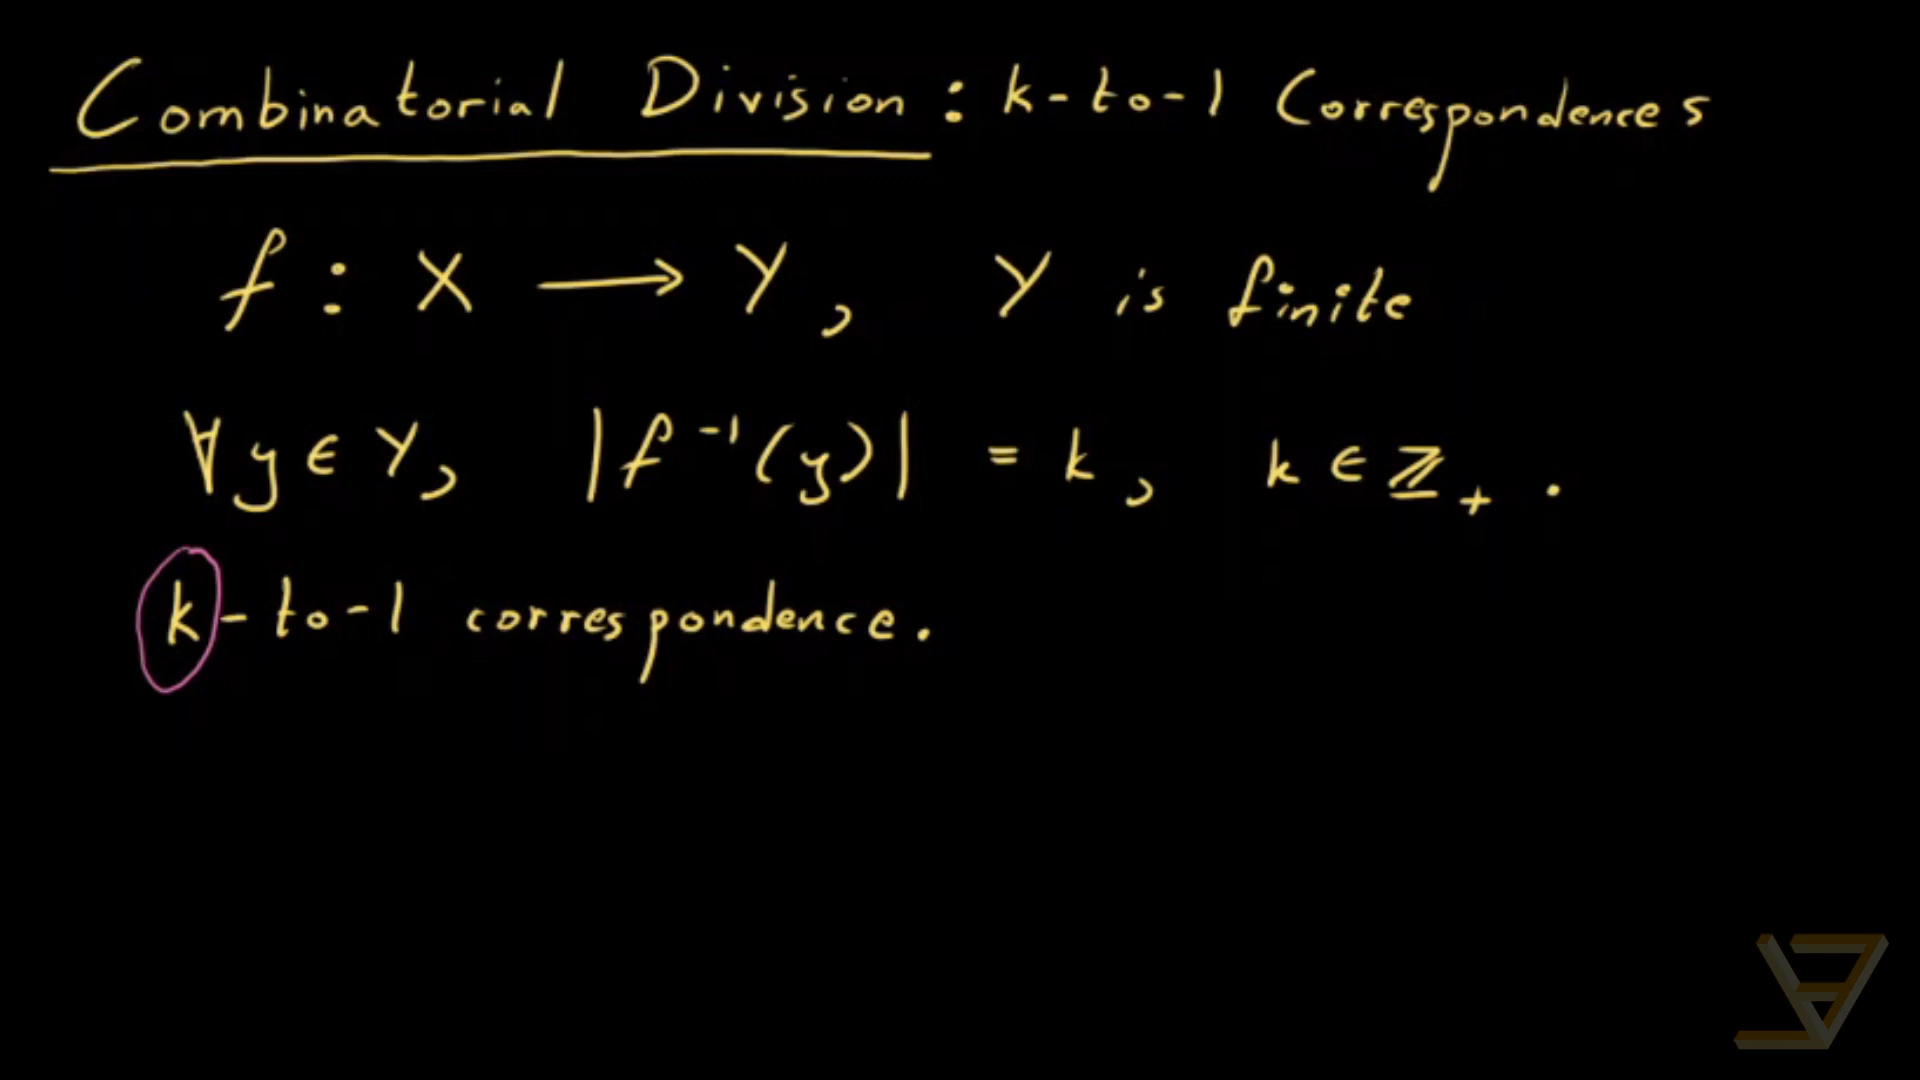 Combinatorial Division : k-to-1 Correspondences
f : X ⟶ Y, Y is finite
∀y∈Y, |f⁻¹(y)| = k, k∈ℤ₊.
k-to-1 correspondence.